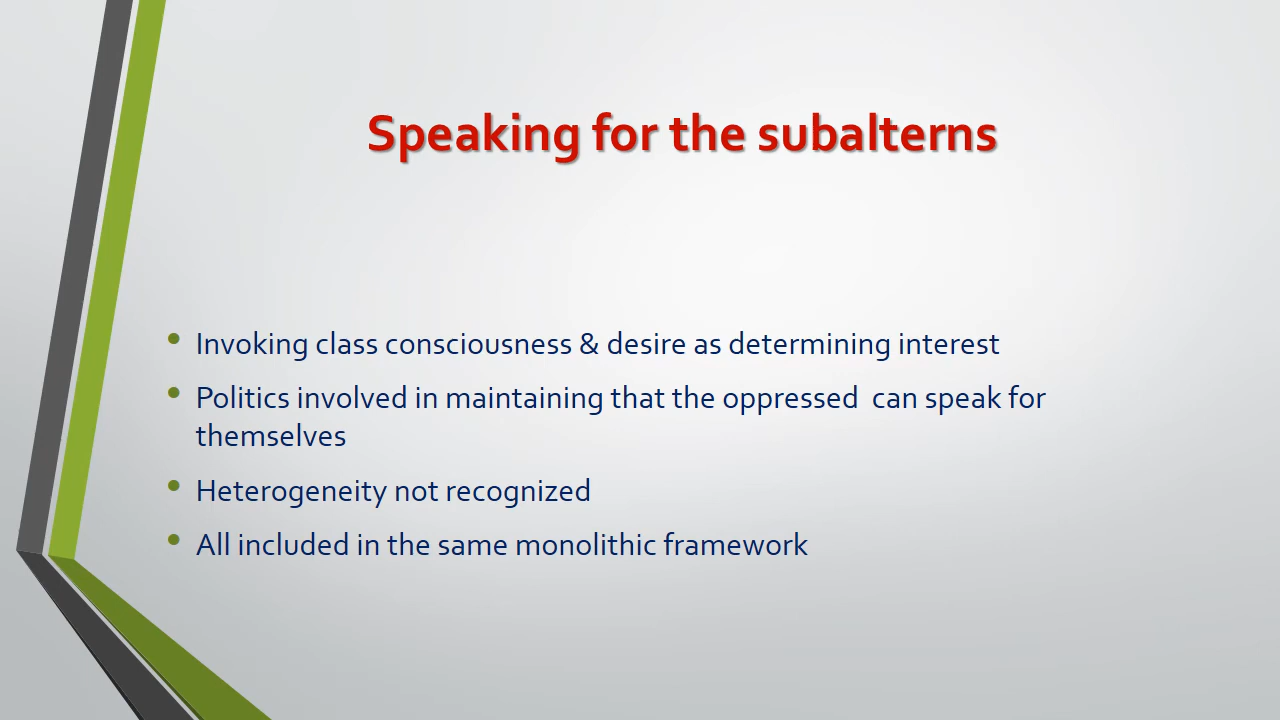 Speaking for the subalterns
• Invoking class consciousness & desire as determining interest
• Politics involved in maintaining that the oppressed  can speak for
themselves
• Heterogeneity not recognized
• All included in the same monolithic framework